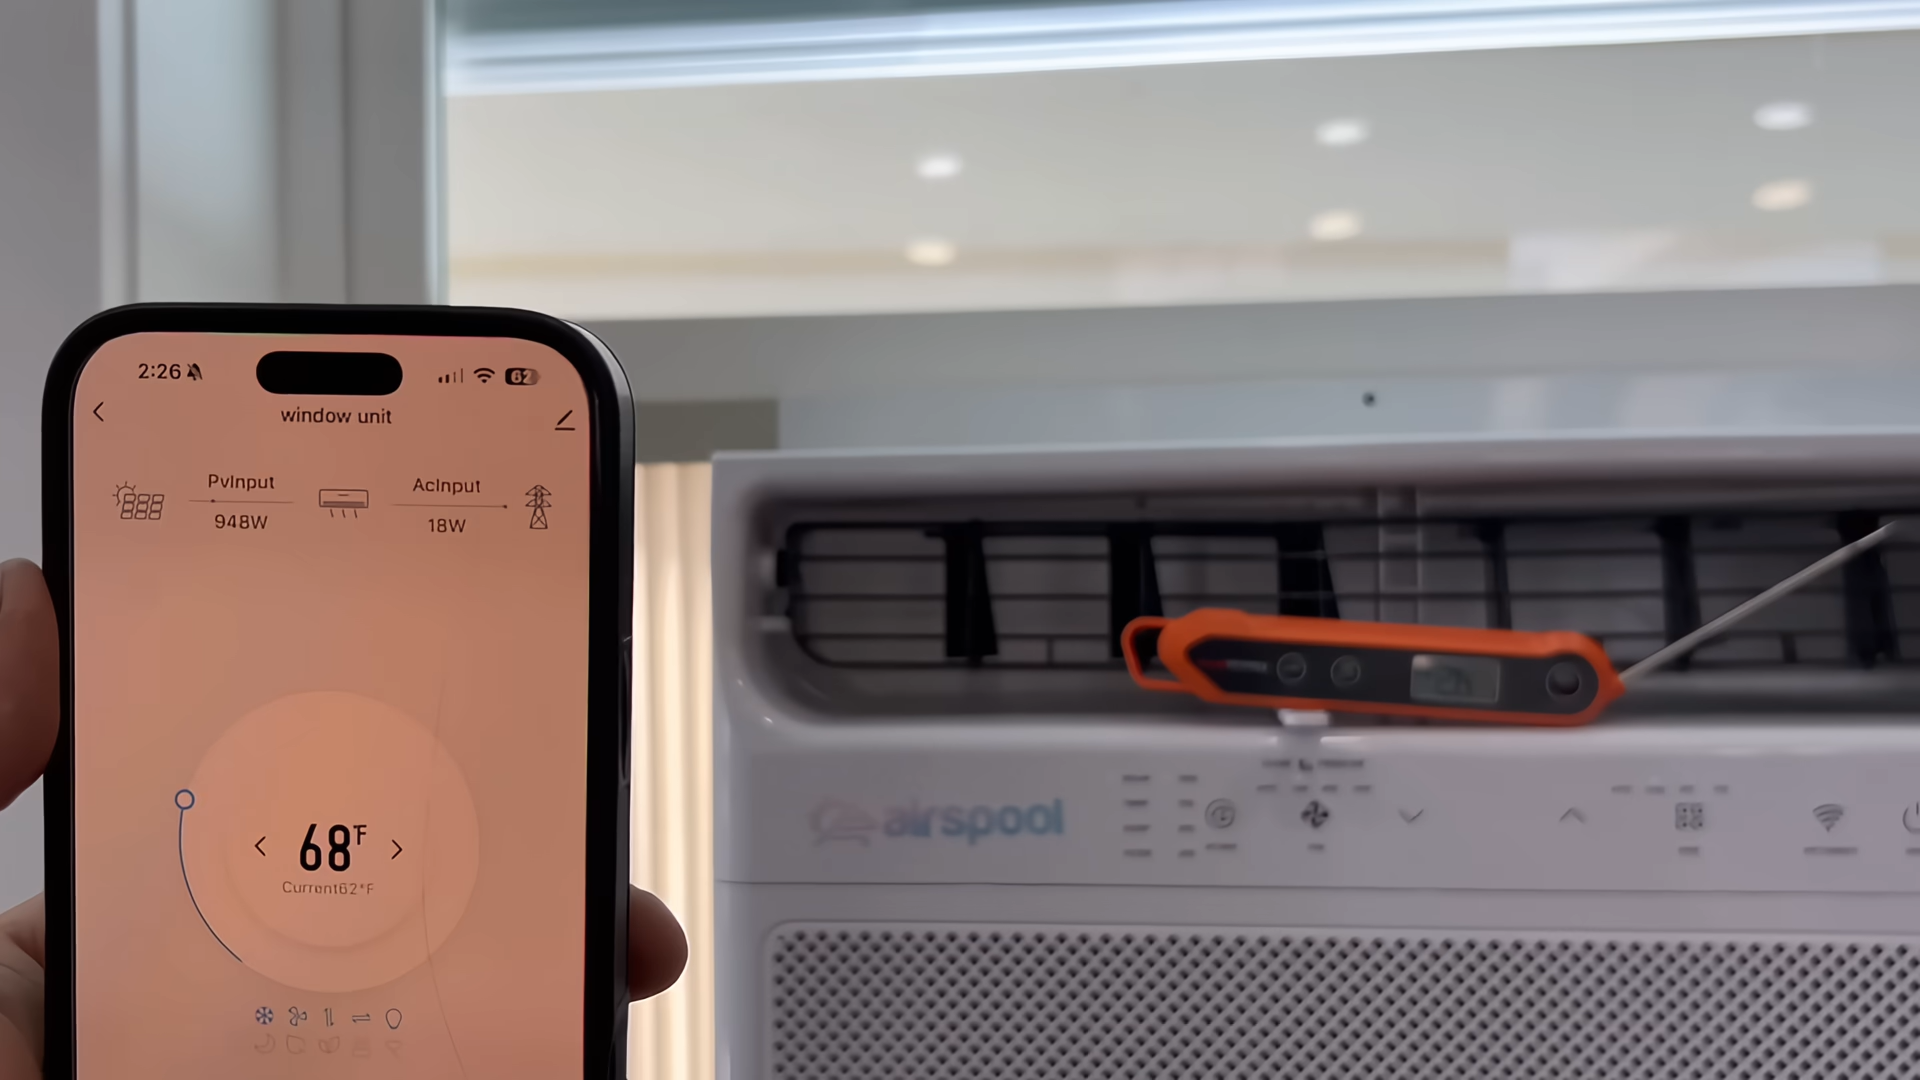 2:26
62
window unit
PvInput
948W
AcInput
18W
68°F
Current62°F
airspool